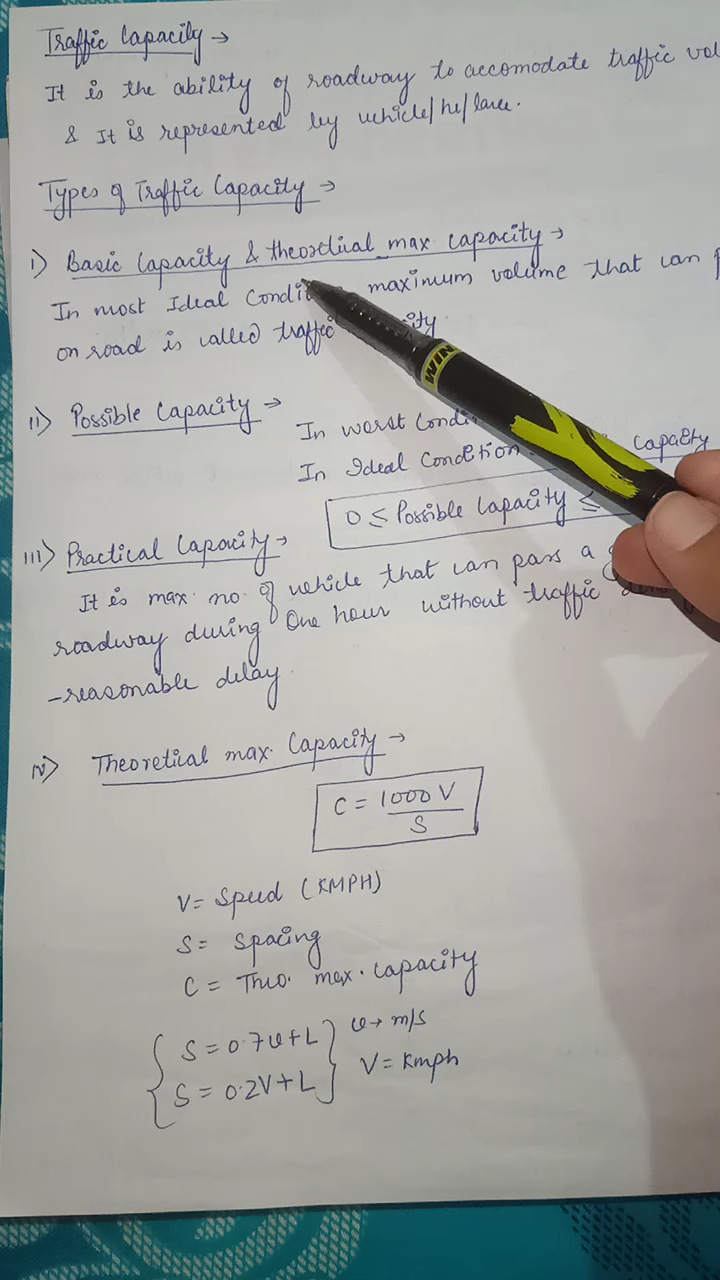 Traffic Capacity →
It is the ability of roadway to accomodate traffic vol
& It is represented by vehicle/hr/lane.
Types of Traffic Capacity →
i) Basic Capacity & theoretical max capacity →
In most Ideal Condi maximum volume that can p
on road is called traffic ity
ii) Possible Capacity →
In worst Condi
In Ideal Condition capacity
0 ≤ Possible Capacity ≤
iii) Practical Capacity →
It is max. no. of vehicle that can pass a
roadway during One hour without traffic
-reasonable delay.
iv) Theoretical max. Capacity →
C = 1000 V / S
V = Speed (KMPH)
S = Spacing
C = Theo. max. capacity
S = 0.7v + L v → m/s
S = 0.2V + L V = Kmph
WIN